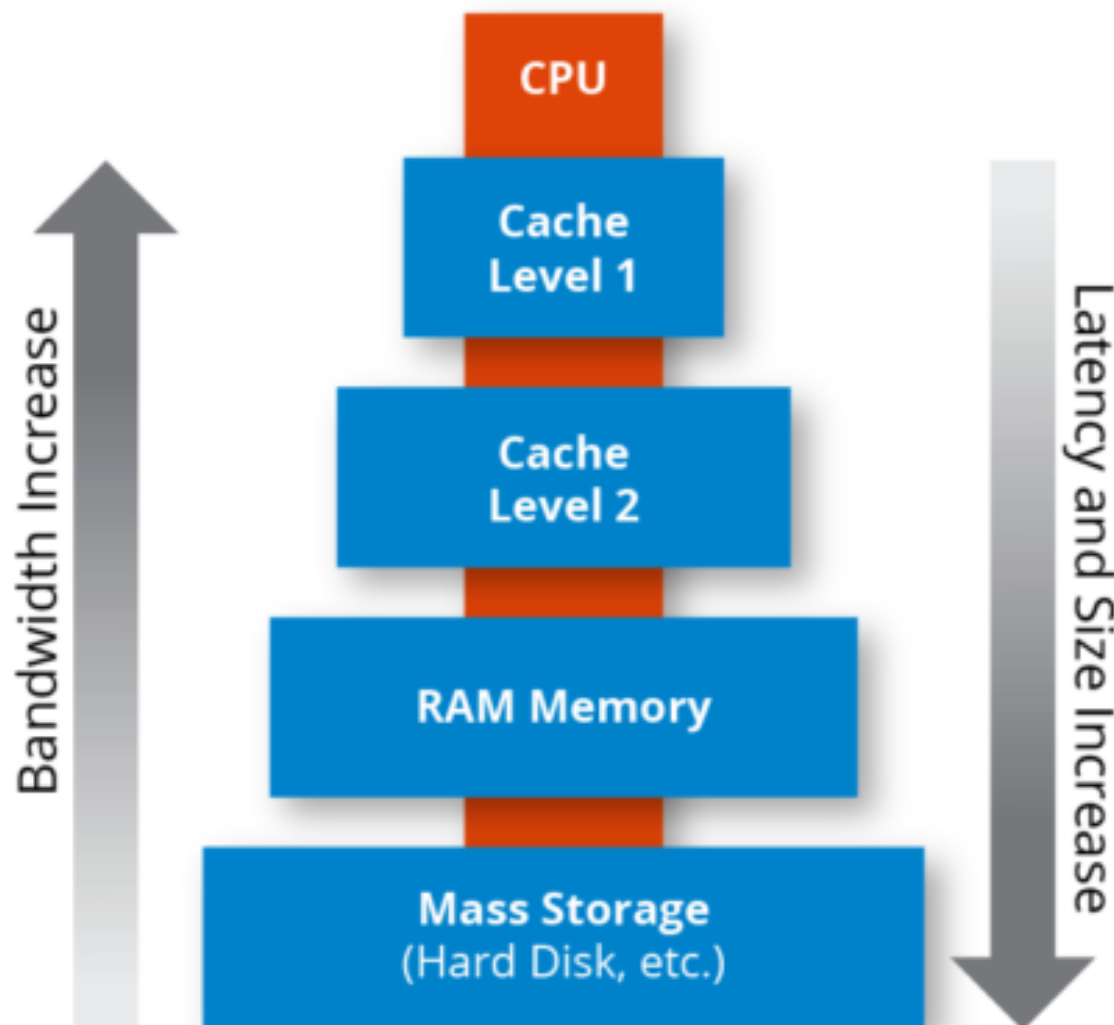 CPU
Cache
Level 1
Cache
Level 2
RAM Memory
Mass Storage
(Hard Disk, etc.)
Bandwidth Increase
Latency and Size Increase